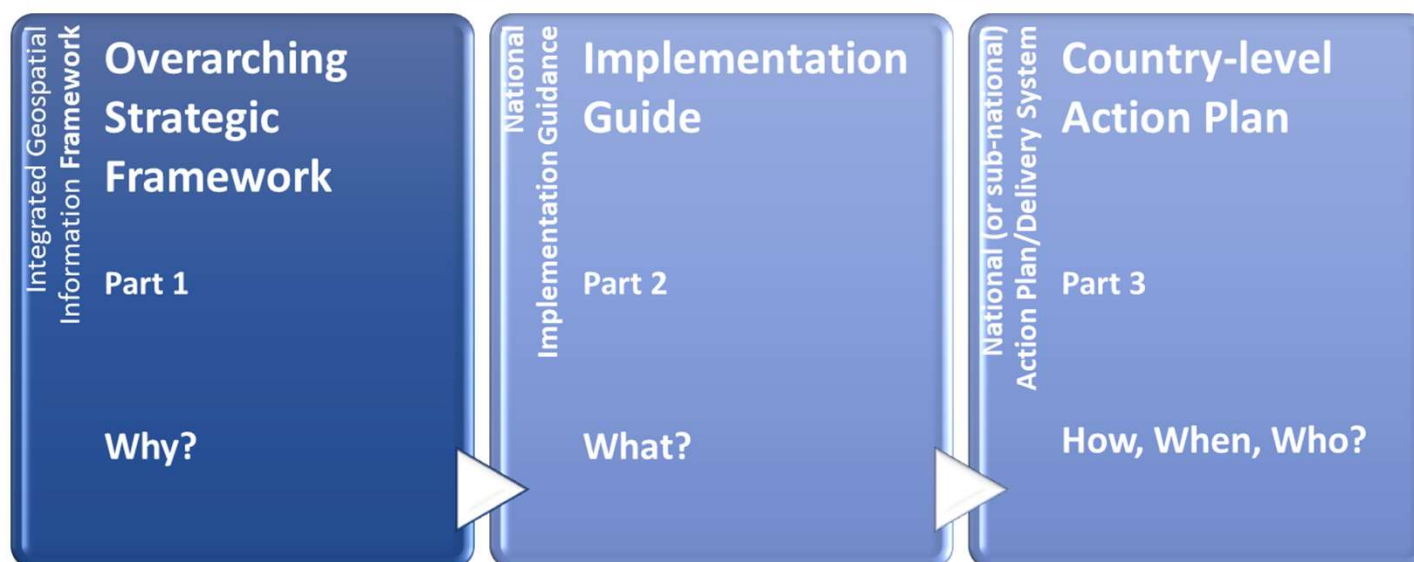 Integrated Geospatial
Information Framework
Overarching
Strategic
Framework
Part 1
Why?
National
Implementation Guidance
Implementation
Guide
Part 2
What?
National (or sub-national)
Action Plan/Delivery System
Country-level
Action Plan
Part 3
How, When, Who?